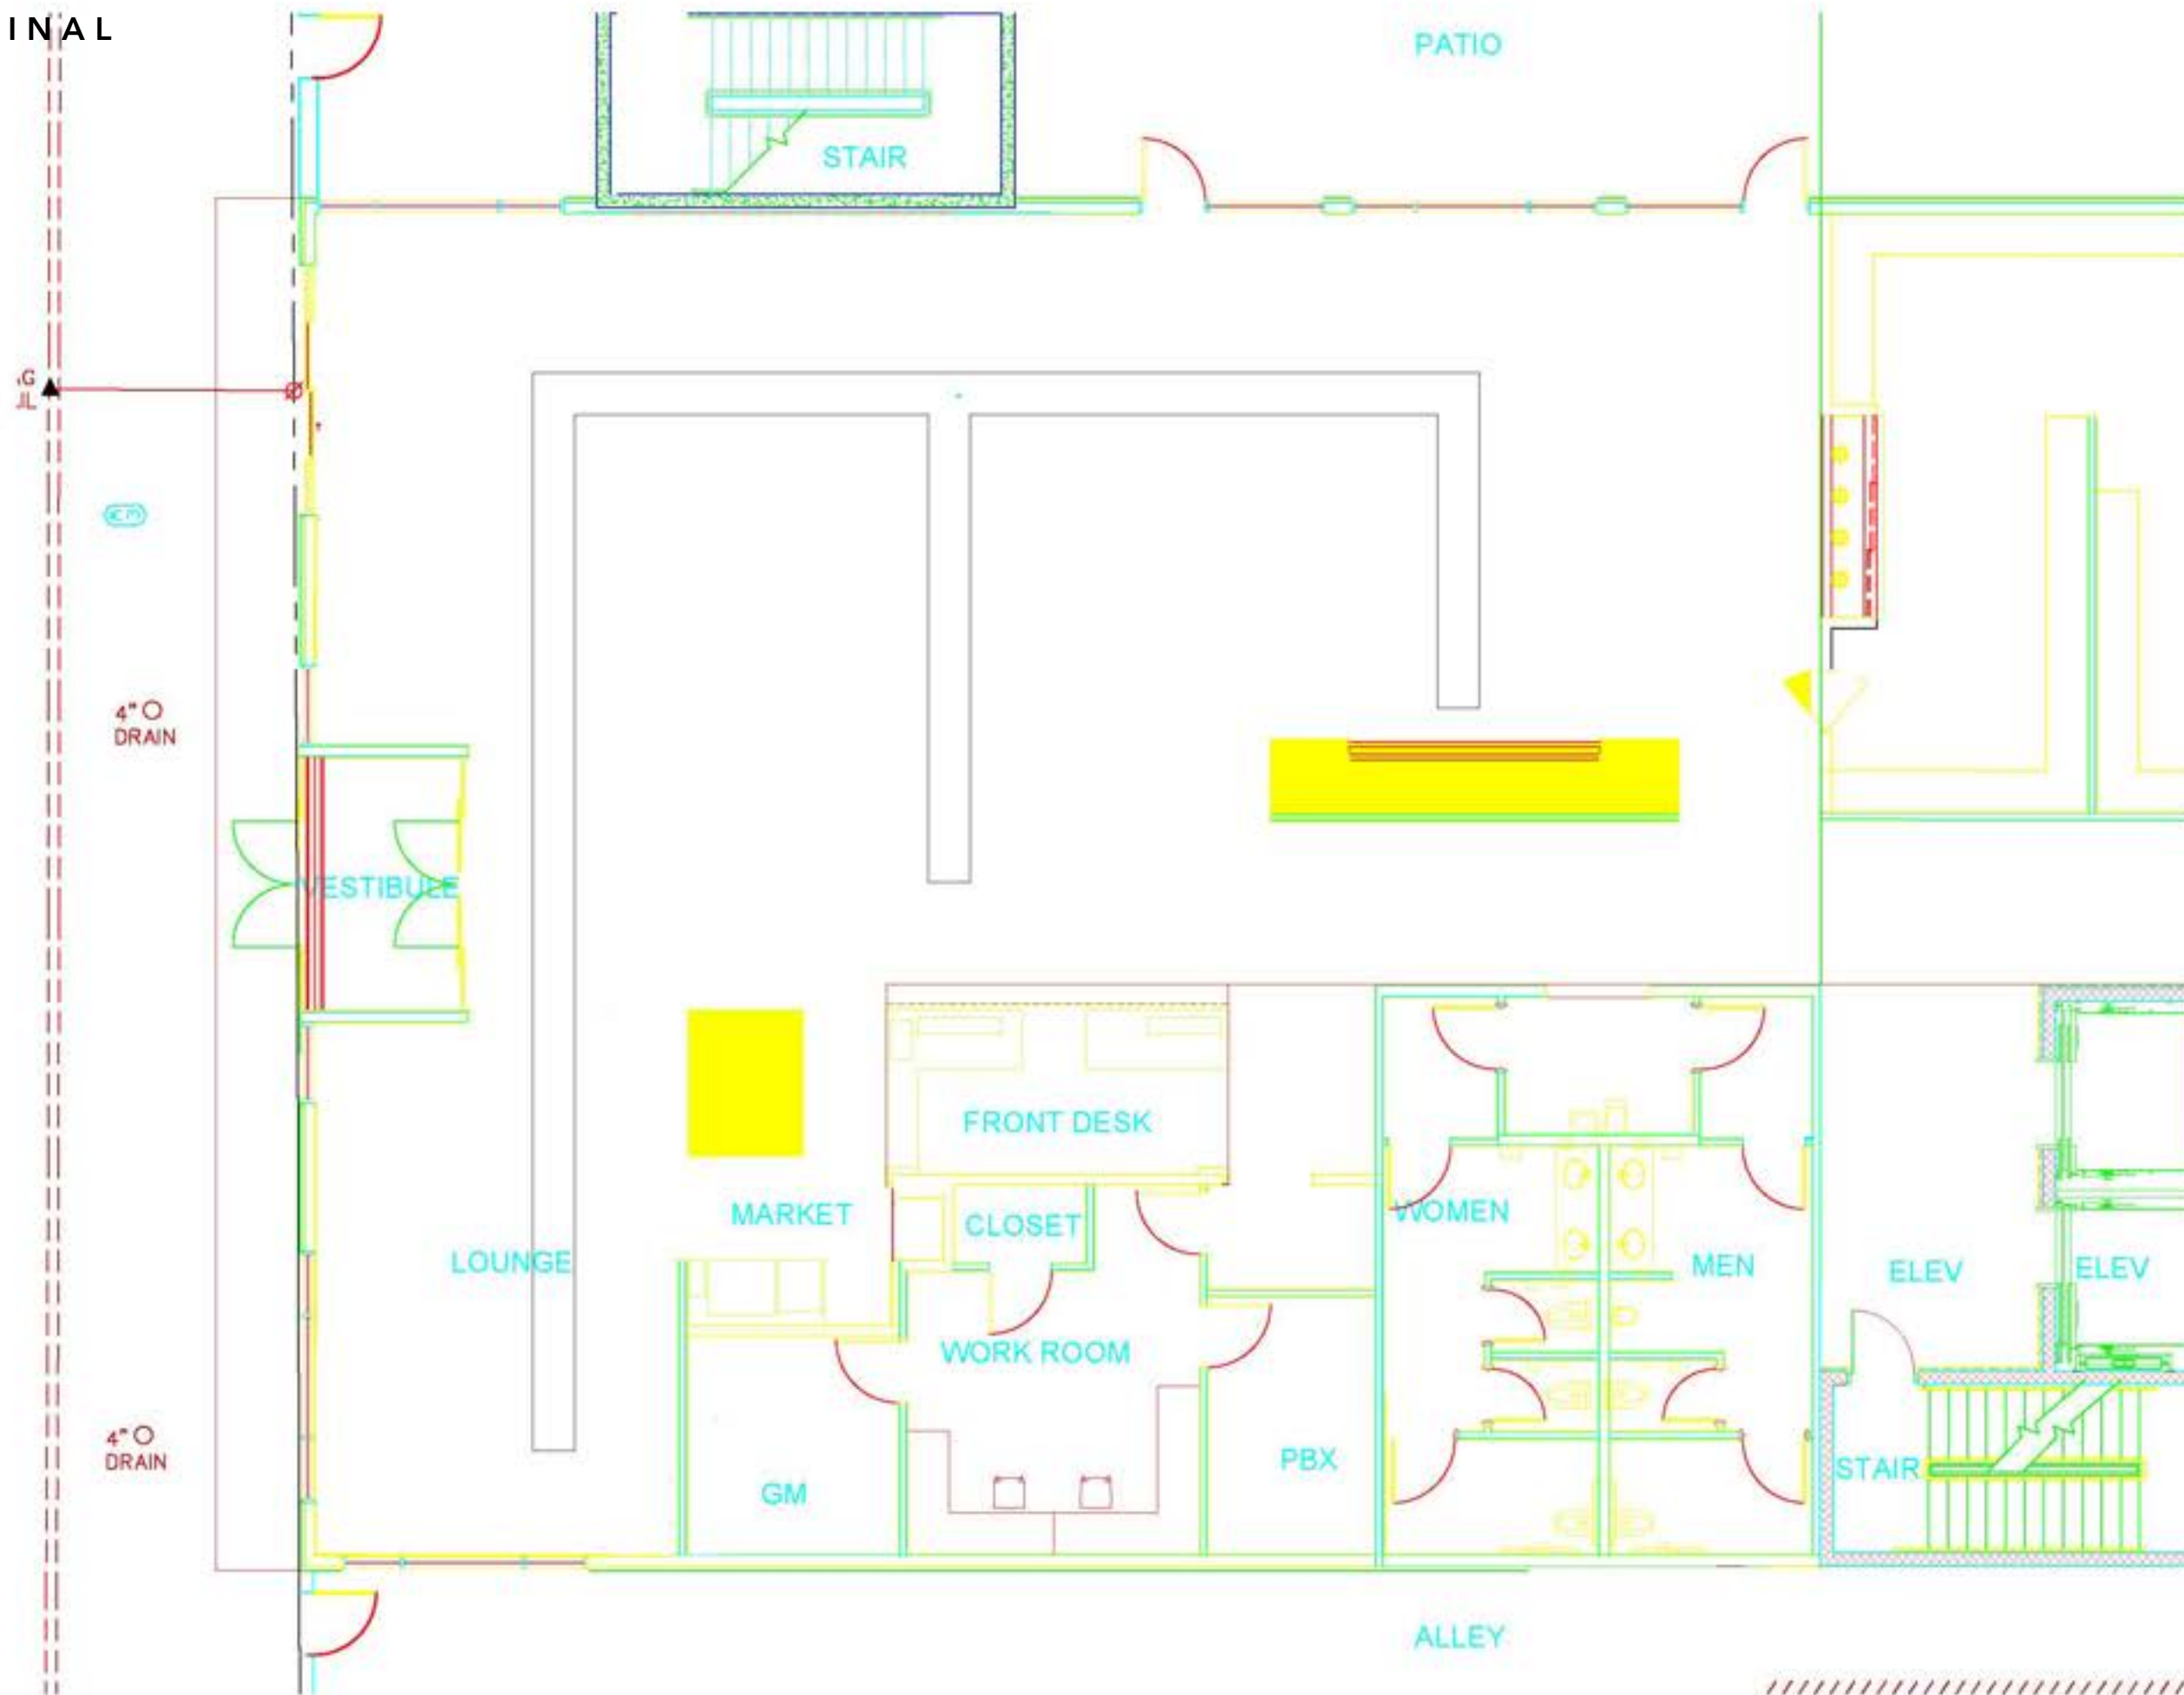 INAL
PATIO
STAIR
4"
DRAIN
VESTIBULE
FRONT DESK
MARKET
CLOSET
WOMEN
LOUNGE
MEN
ELEV
ELEV
WORK ROOM
4"
DRAIN
PBX
STAIR
GM
ALLEY